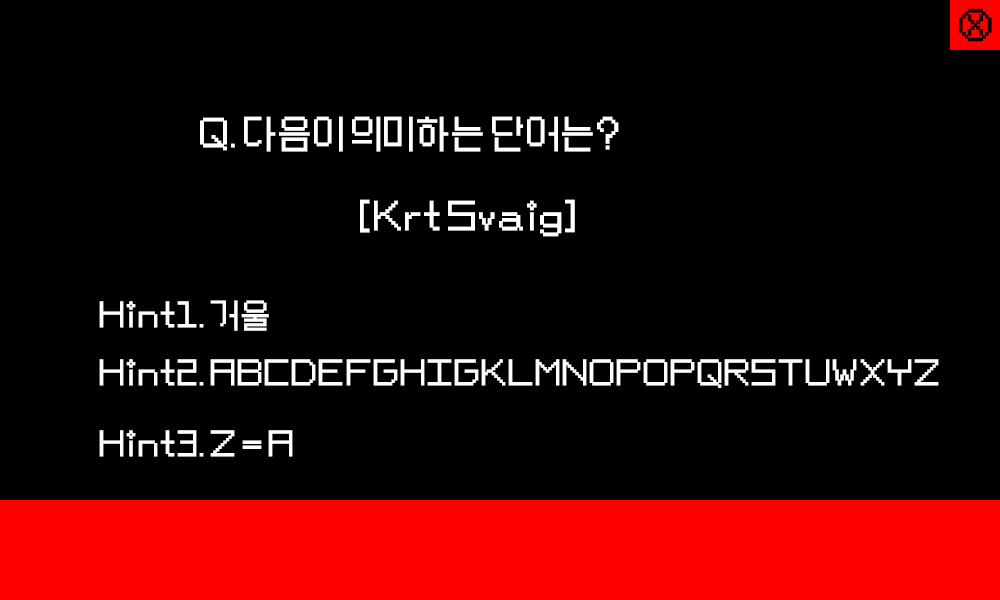 Q.다음이 의미하는 단어는?
[KrtSvaig]
Hint1.거울
Hint2.ABCDEFGHIGKLMNOPOPQRSTUWXYZ
Hint3.Z=A